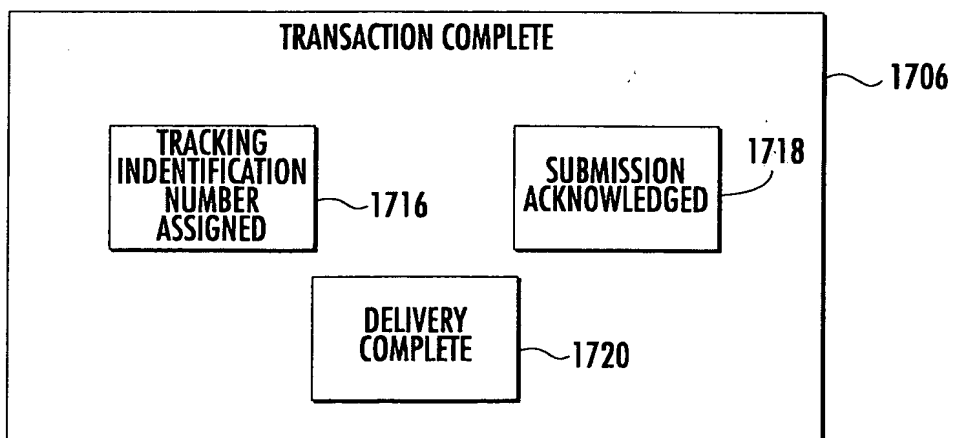 TRANSACTION COMPLETE
1706
TRACKING
INDENTIFICATION
NUMBER
ASSIGNED
1716
SUBMISSION
ACKNOWLEDGED
1718
DELIVERY
COMPLETE
1720